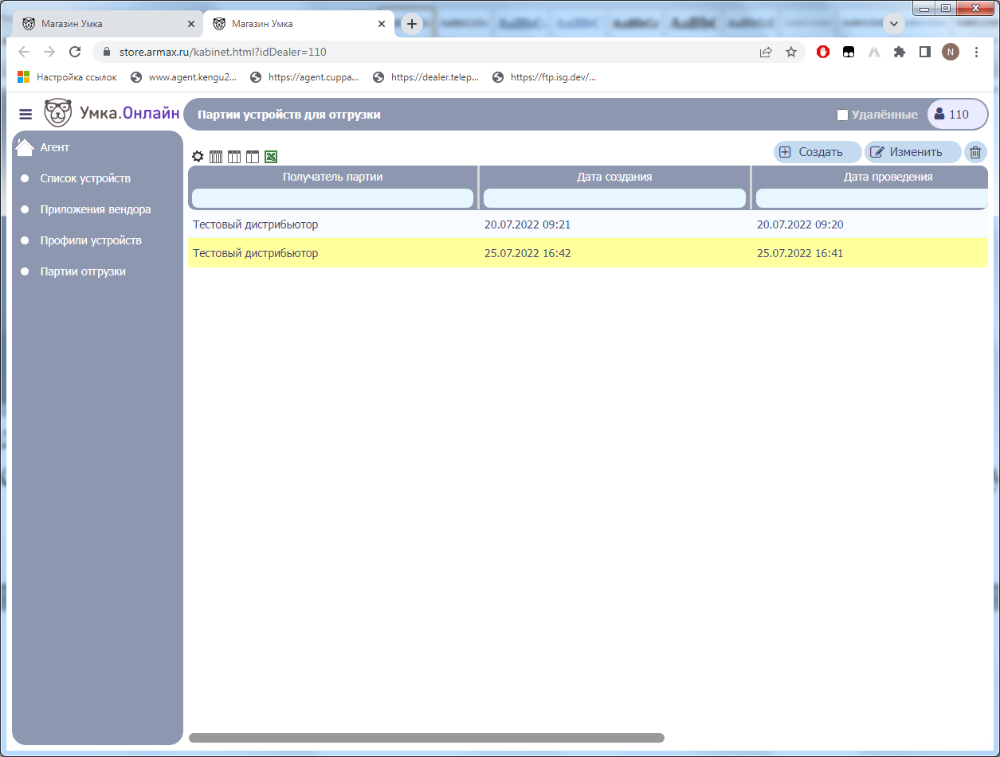 Магазин Умка
Магазин Умка
store.armax.ru/kabinet.html?idDealer=110
N
Настройка ссылок
www.agent.kengu2...
https://agent.cuppa...
https://dealer.telep...
https://ftp.isg.dev/...
Умка.Онлайн
Партии устройств для отгрузки
Удалённые
110
Агент
Список устройств
Приложения вендора
Профили устройств
Партии отгрузки
Создать
Изменить
Получатель партии
Дата создания
Дата проведения
Тестовый дистрибьютор 20.07.2022 09:21 20.07.2022 09:20
Тестовый дистрибьютор 25.07.2022 16:42 25.07.2022 16:41